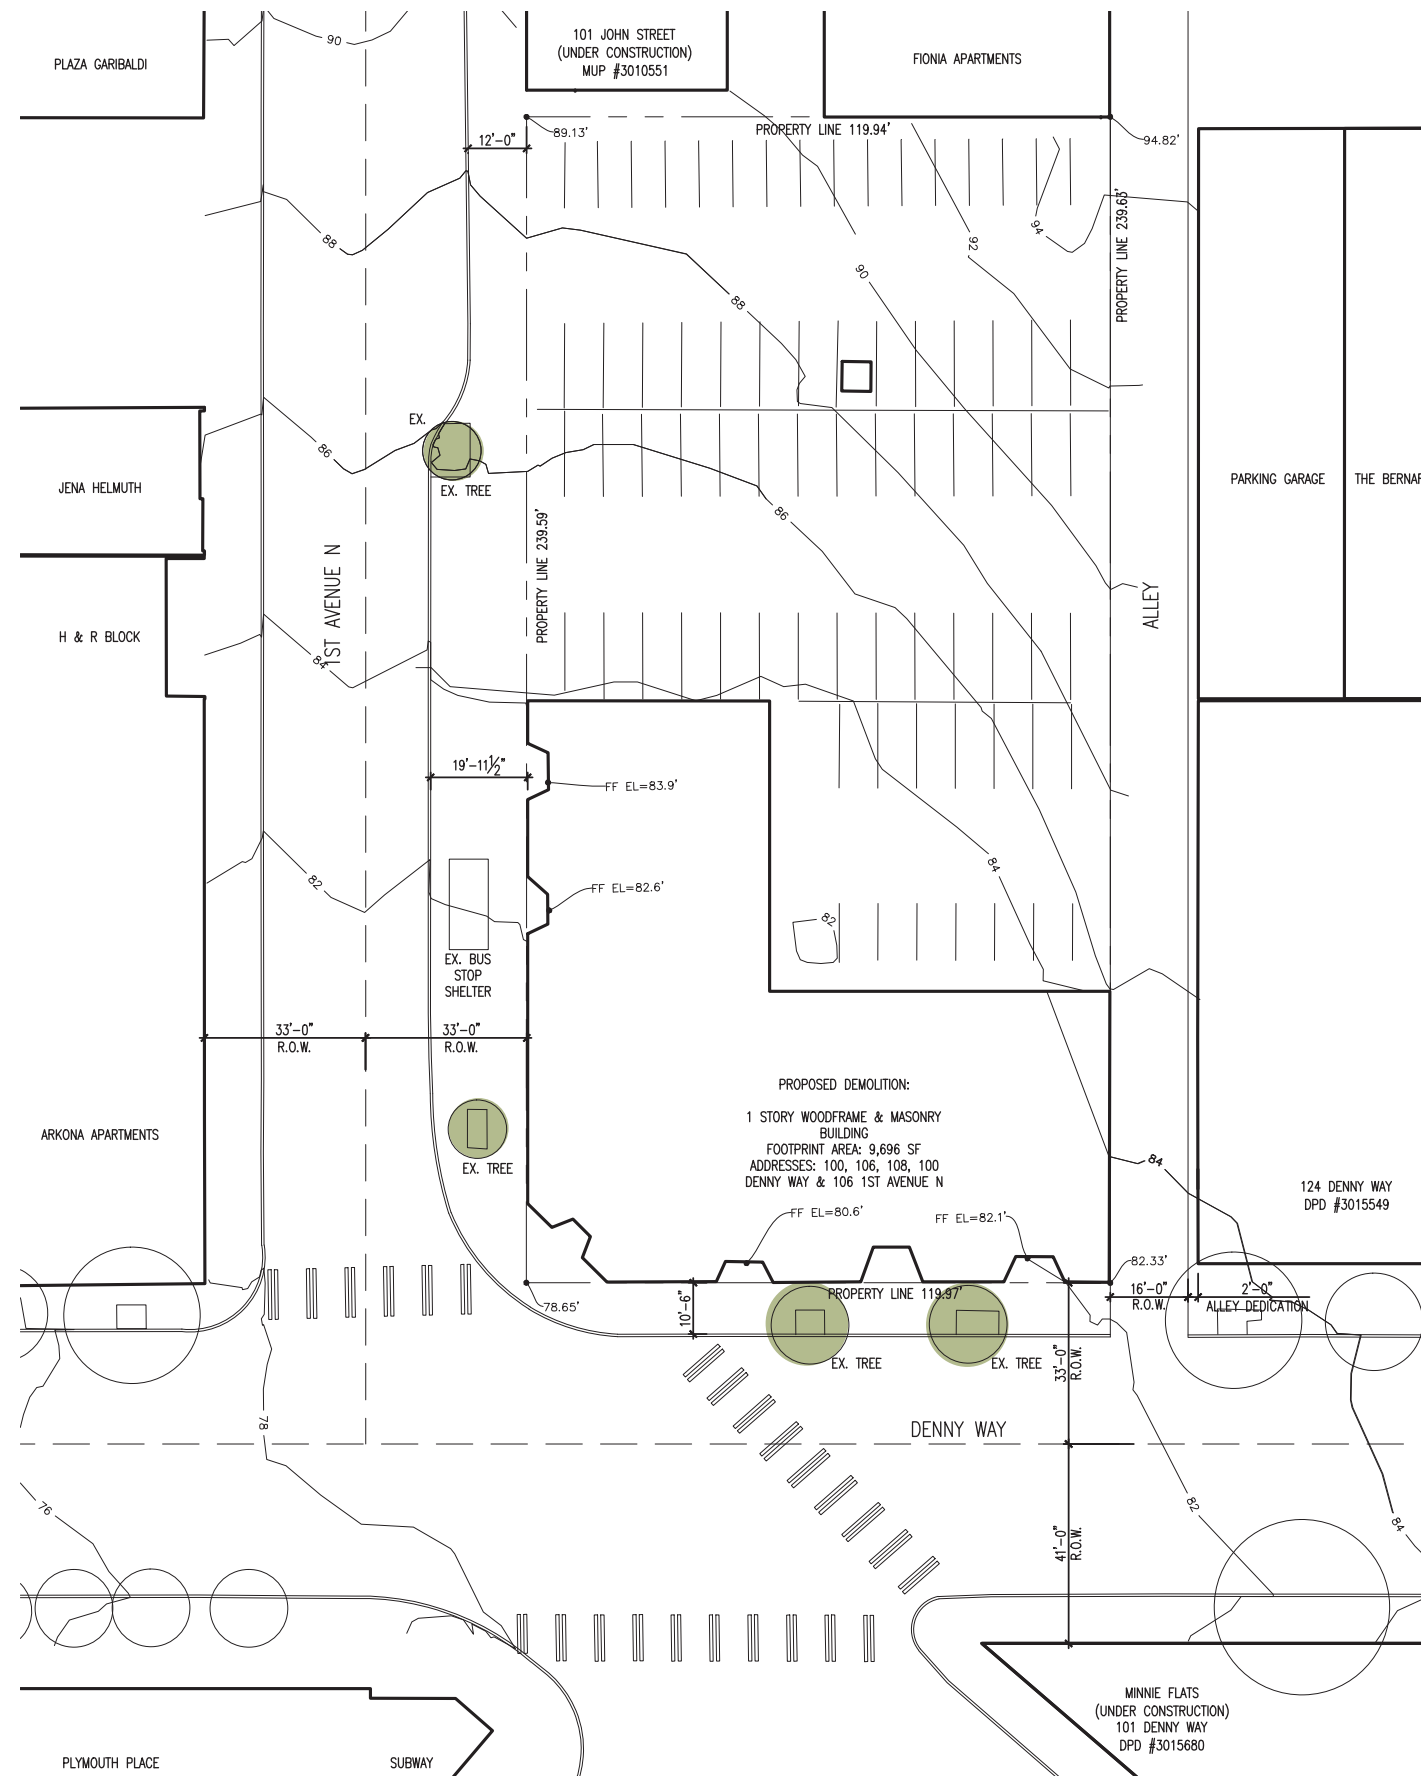 90
PLAZA GARIBALDI
101 JOHN STREET
(UNDER CONSTRUCTION)
MUP #3010551
FIONIA APARTMENTS
12'-0"
89.13'
PROPERTY LINE 119.94'
94.82'
88
94
92
90
88
PROPERTY LINE 239.63'
EX.
86
EX. TREE
JENA HELMUTH
PARKING GARAGE
THE BERNAR
86
1ST AVENUE N
PROPERTY LINE 239.59'
ALLEY
H & R BLOCK
84
19'-11½"
FF EL=83.9'
82
FF EL=82.6'
84
82
EX. BUS
STOP
SHELTER
33'-0"
R.O.W.
33'-0"
R.O.W.
ARKONA APARTMENTS
EX. TREE
PROPOSED DEMOLITION:
1 STORY WOODFRAME & MASONRY
BUILDING
FOOTPRINT AREA: 9,696 SF
ADDRESSES: 100, 106, 108, 100
DENNY WAY & 106 1ST AVENUE N
84
124 DENNY WAY
DPD #3015549
FF EL=80.6'
FF EL=82.1'
82.33'
78.65'
10'-6"
PROPERTY LINE 119.97'
16'-0"
R.O.W.
2'-0"
ALLEY DEDICATION
EX. TREE
EX. TREE
33'-0"
R.O.W.
78
DENNY WAY
76
82
84
41'-0"
R.O.W.
MINNIE FLATS
(UNDER CONSTRUCTION)
101 DENNY WAY
DPD #3015680
PLYMOUTH PLACE
SUBWAY